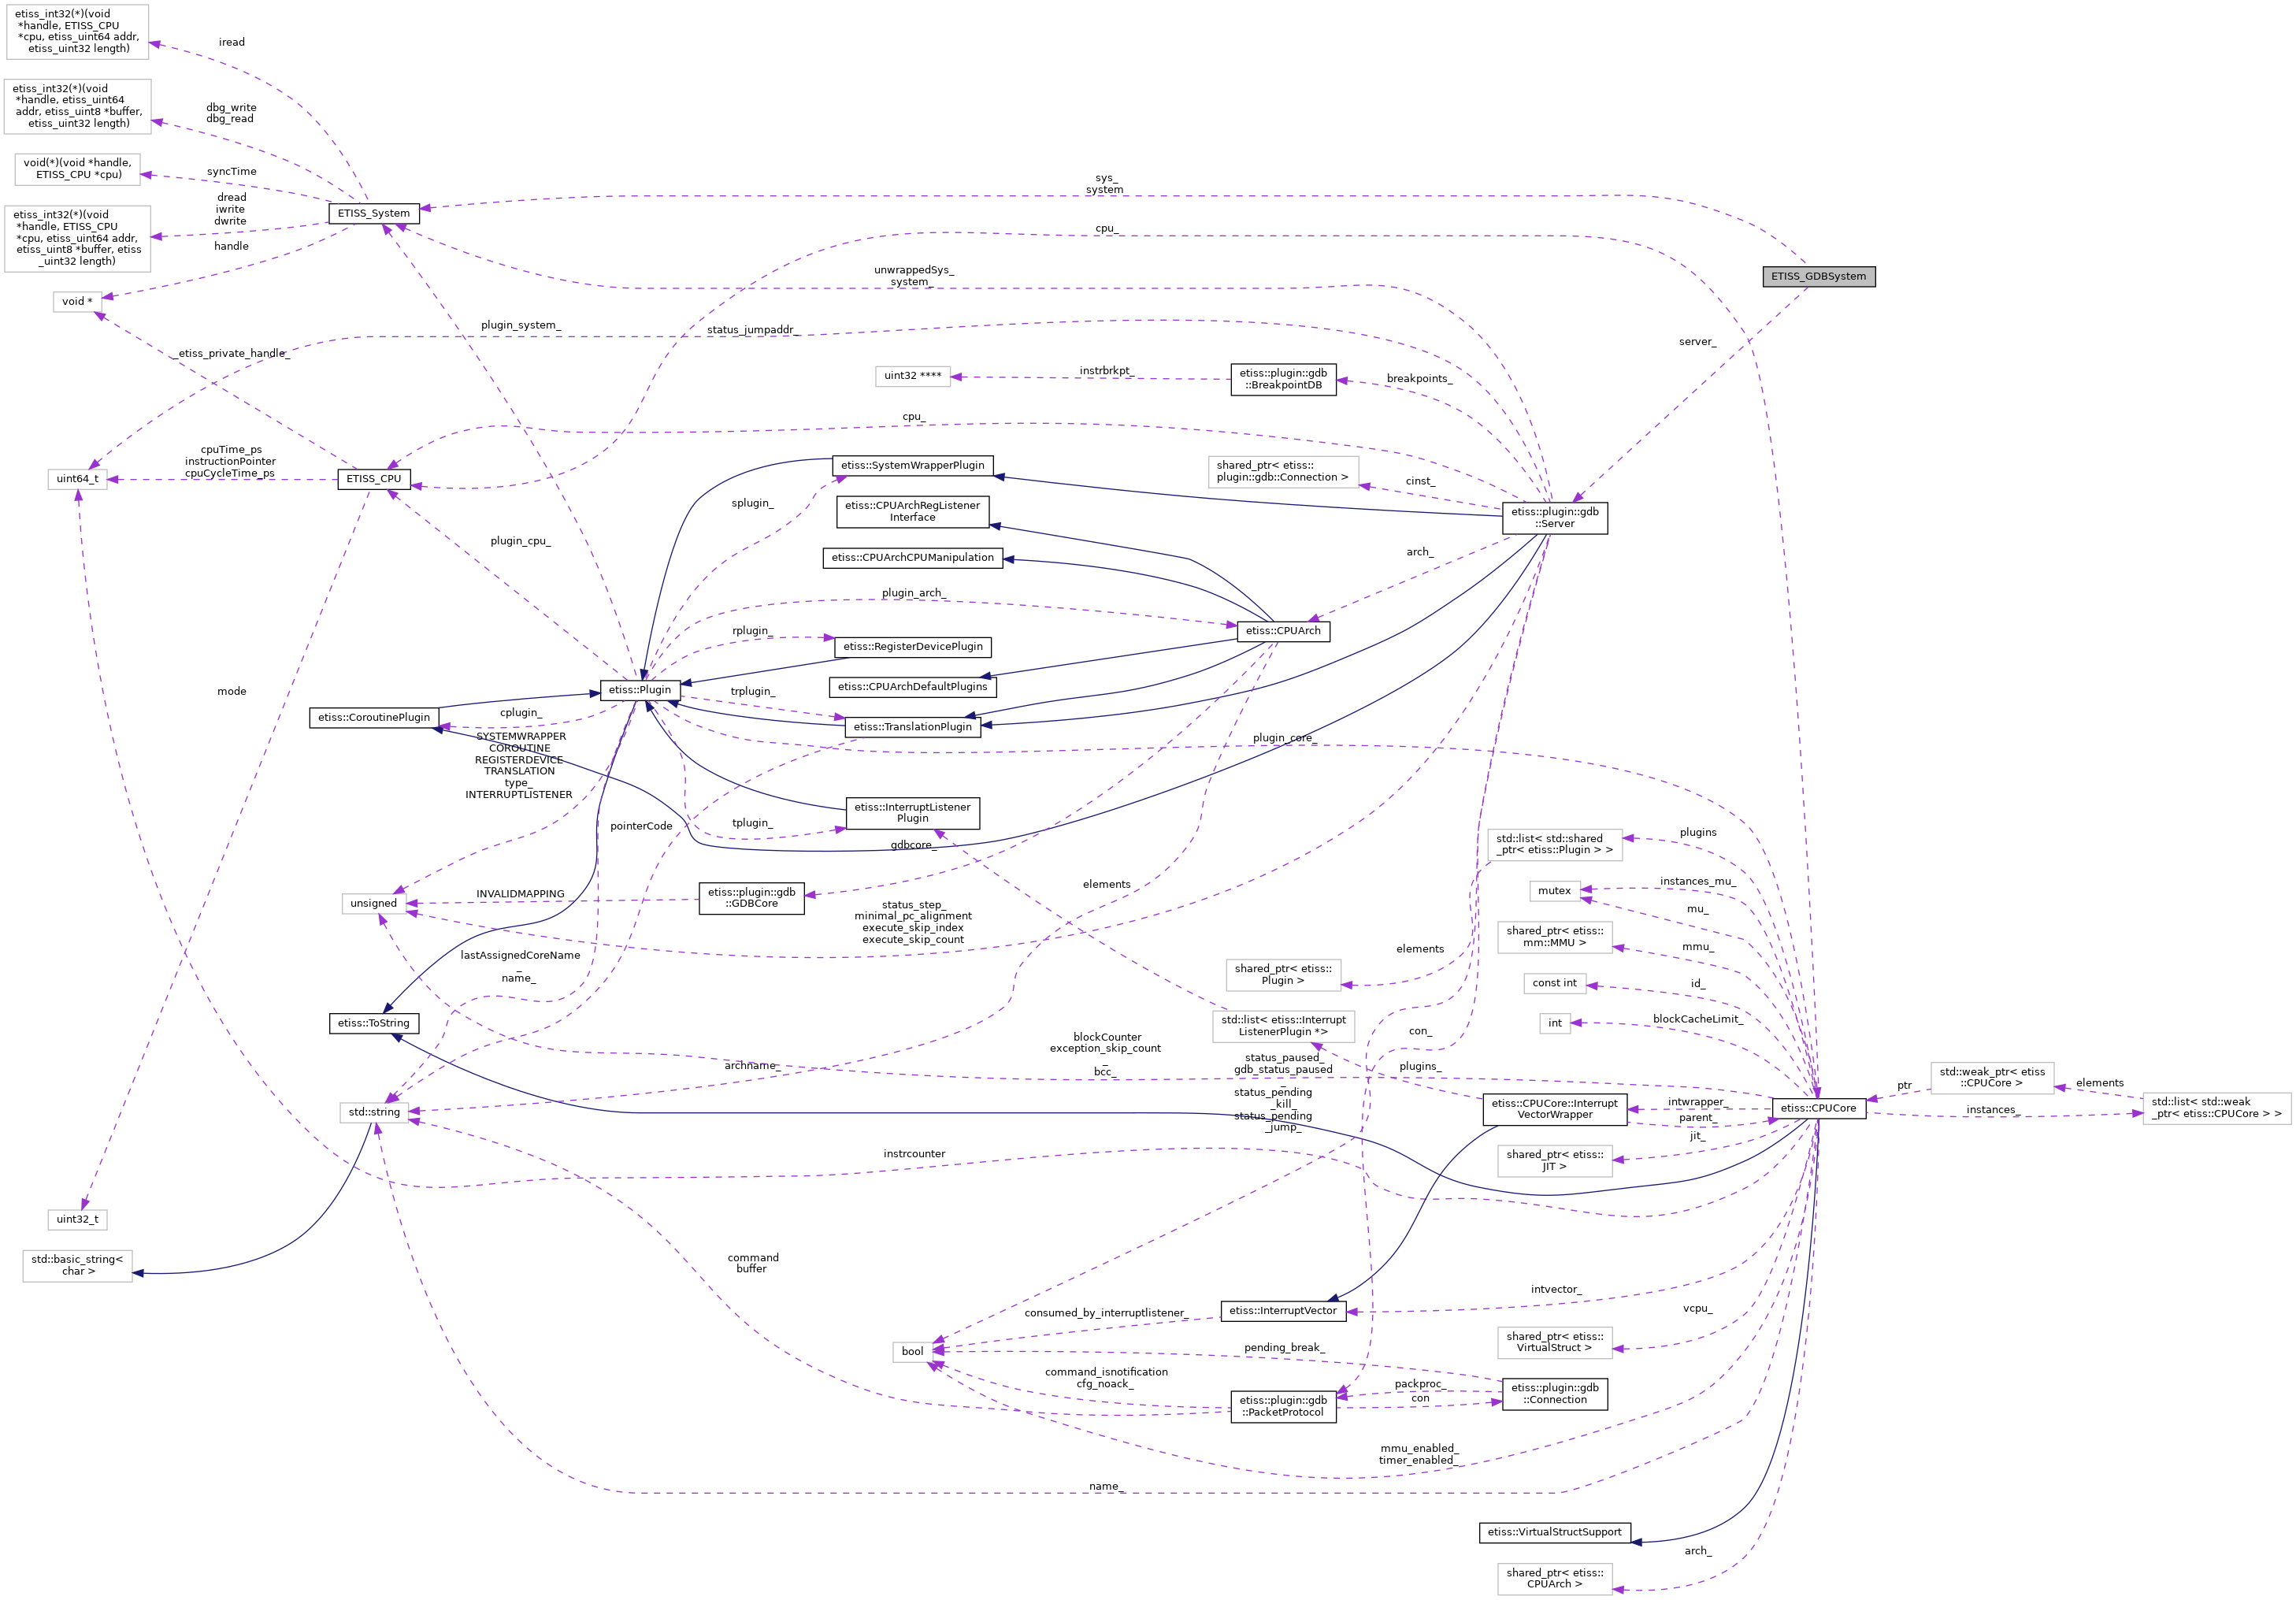 etiss_int32(*)(void
*handle, ETISS_CPU
*cpu, etiss_uint64 addr,
etiss_uint32 length)
iread
etiss_int32(*)(void
*handle, etiss_uint64
addr, etiss_uint8 *buffer,
etiss_uint32 length)
dbg_write
dbg_read
void(*)(void *handle,
ETISS_CPU *cpu)
syncTime
etiss_int32(*)(void
*handle, ETISS_CPU
*cpu, etiss_uint64 addr,
etiss_uint8 *buffer, etiss
_uint32 length)
dread
iwrite
dwrite
handle
ETISS_System
sys_
system
cpu_
unwrappedSys_
system_
ETISS_GDBSystem
void *
plugin_system_
status_jumpaddr_
server_
_etiss_private_handle_
uint32 ****
instrbrkpt_
etiss::plugin::gdb
::BreakpointDB
breakpoints_
cpu_
cpuTime_ps
instructionPointer
cpuCycleTime_ps
uint64_t
ETISS_CPU
etiss::SystemWrapperPlugin
shared_ptr< etiss::
plugin::gdb::Connection >
cinst_
splugin_
etiss::CPUArchRegListener
Interface
etiss::plugin::gdb
::Server
plugin_cpu_
etiss::CPUArchCPUManipulation
arch_
plugin_arch_
rplugin_
etiss::CPUArch
etiss::RegisterDevicePlugin
mode
etiss::Plugin
trplugin_
etiss::CPUArchDefaultPlugins
etiss::CoroutinePlugin
cplugin_
etiss::TranslationPlugin
plugin_core_
SYSTEMWRAPPER
COROUTINE
REGISTERDEVICE
TRANSLATION
type_
INTERRUPTLISTENER
pointerCode
tplugin_
etiss::InterruptListener
Plugin
gdbcore_
std::list< std::shared
_ptr< etiss::Plugin > >
plugins
unsigned
INVALIDMAPPING
etiss::plugin::gdb
::GDBCore
elements
status_step_
minimal_pc_alignment
execute_skip_index
execute_skip_count
mutex
instances_mu_
mu_
shared_ptr< etiss::
mm::MMU >
mmu_
lastAssignedCoreName
_
name_
elements
shared_ptr< etiss::
Plugin >
const int
id_
etiss::ToString
std::list< etiss::Interrupt
ListenerPlugin *>
con_
int
blockCacheLimit_
blockCounter
exception_skip_count
_
bcc_
archname_
status_paused_
gdb_status_paused
_
status_pending
_kill_
status_pending
_jump_
plugins_
std::string
etiss::CPUCore::Interrupt
VectorWrapper
intwrapper_
parent_
etiss::CPUCore
ptr_
std::weak_ptr< etiss
::CPUCore >
elements
instances_
std::list< std::weak
_ptr< etiss::CPUCore > >
jit_
shared_ptr< etiss::
JIT >
instrcounter
uint32_t
std::basic_string<
char >
command
buffer
etiss::InterruptVector
intvector_
consumed_by_interruptlistener_
vcpu_
shared_ptr< etiss::
VirtualStruct >
bool
pending_break_
command_isnotification
cfg_noack_
etiss::plugin::gdb
::PacketProtocol
packproc_
con
etiss::plugin::gdb
::Connection
mmu_enabled_
timer_enabled_
name_
etiss::VirtualStructSupport
arch_
shared_ptr< etiss::
CPUArch >